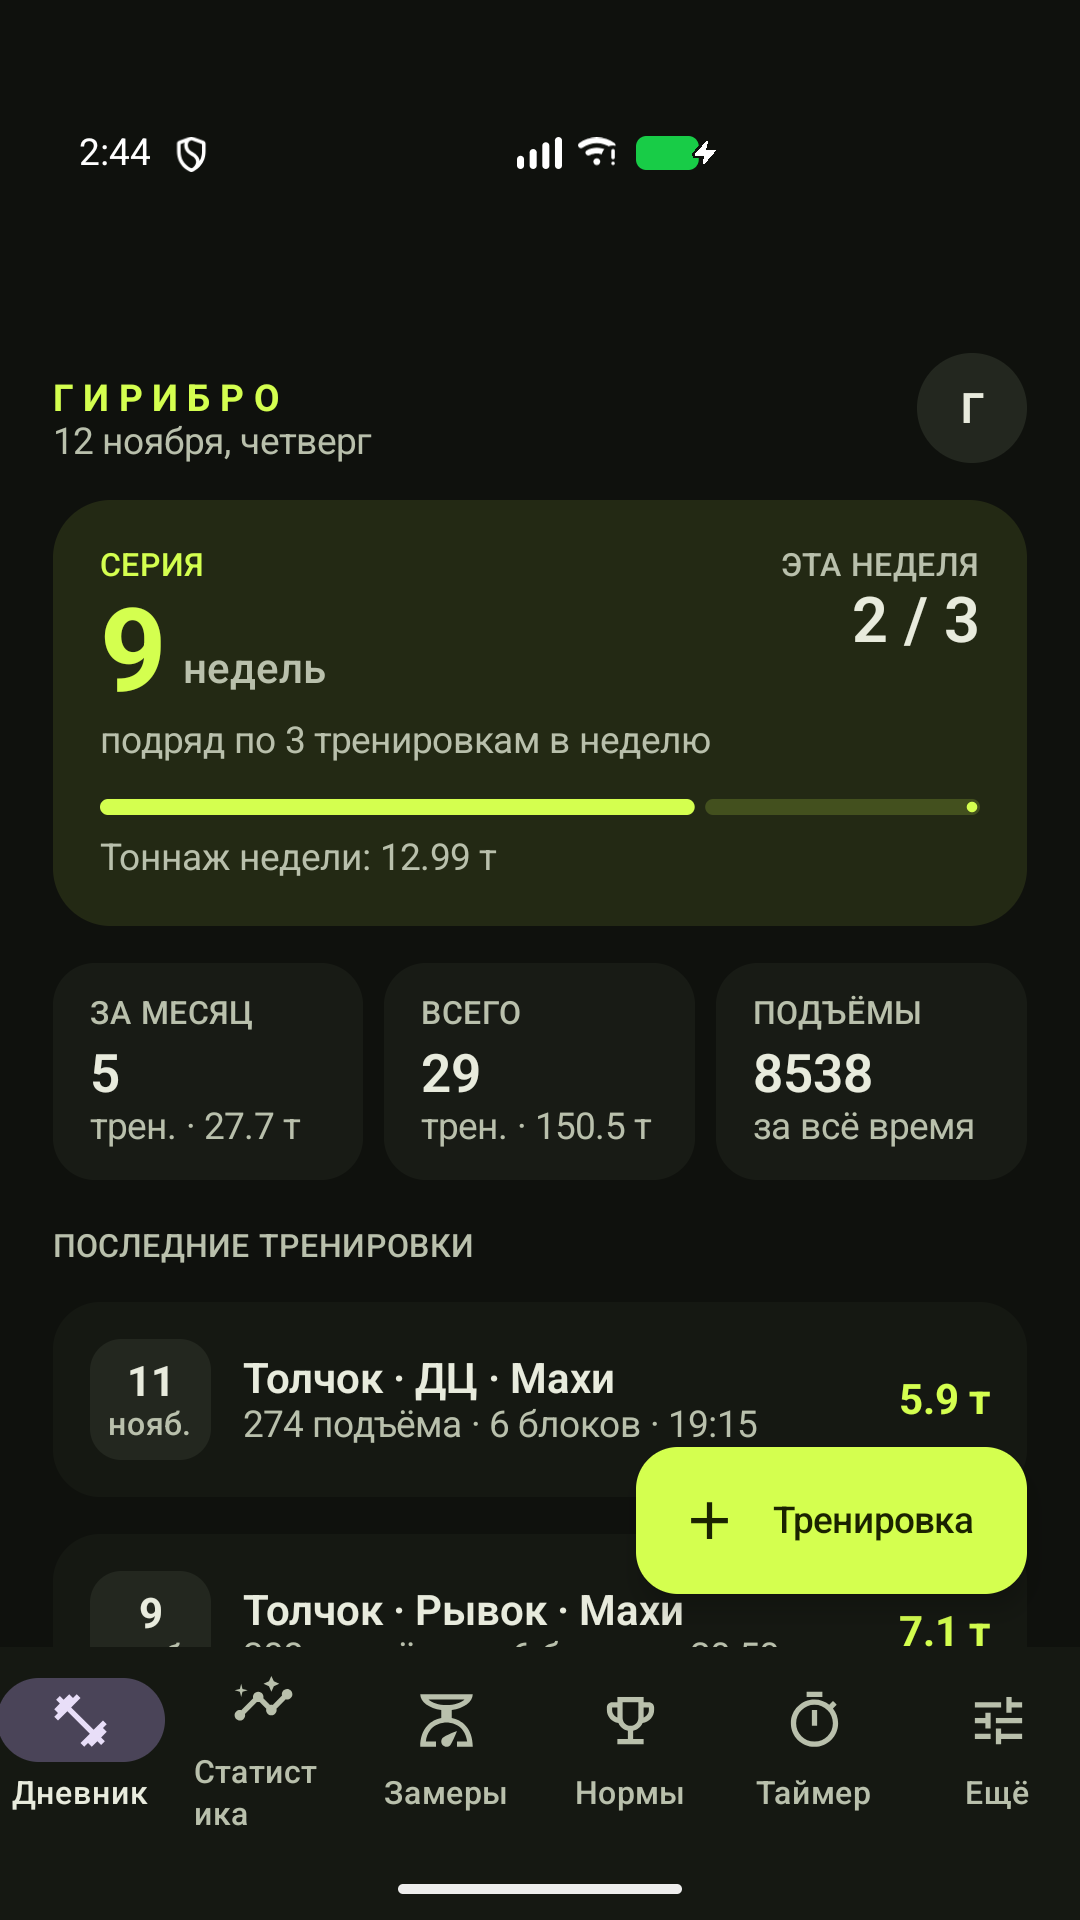 2:44
ГИРИБРО
12 ноября, четверг
Г
СЕРИЯ
ЭТА НЕДЕЛЯ
9 недель
2 / 3
подряд по 3 тренировкам в неделю
Тоннаж недели: 12.99 т
ЗА МЕСЯЦ
5
трен. · 27.7 т
ВСЕГО
29
трен. · 150.5 т
ПОДЪЁМЫ
8538
за всё время
ПОСЛЕДНИЕ ТРЕНИРОВКИ
11
нояб.
Толчок · ДЦ · Махи
274 подъёма · 6 блоков · 19:15
5.9 т
Тренировка
9
Толчок · Рывок · Махи
7.1 т
Дневник
Статист
ика
Замеры
Нормы
Таймер
Ещё